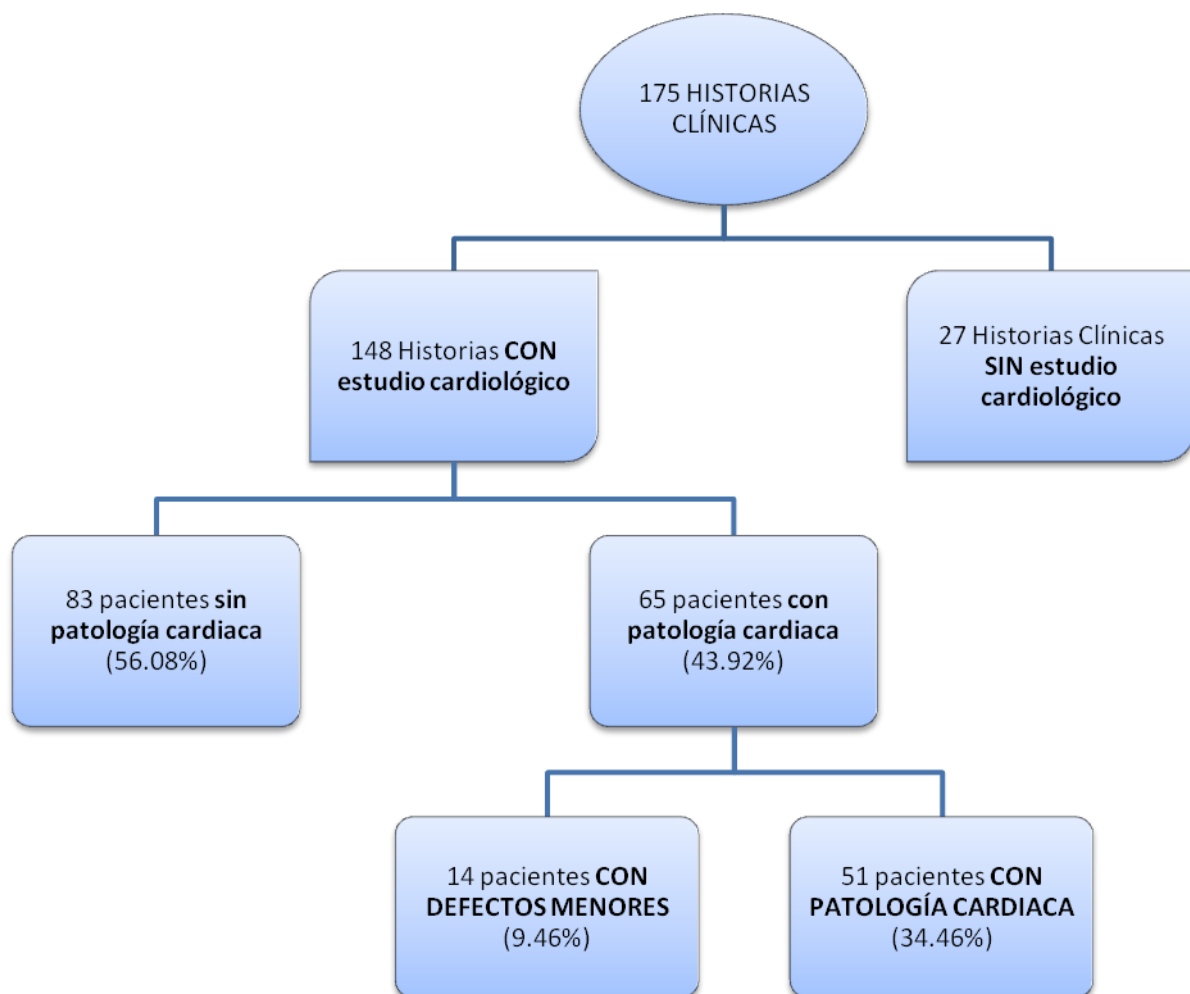 175 HISTORIAS
CLÍNICAS
148 Historias CON
estudio cardiológico
27 Historias Clínicas
SIN estudio
cardiológico
83 pacientes sin
patología cardiaca
(56.08%)
65 pacientes con
patología cardiaca
(43.92%)
14 pacientes CON
DEFECTOS MENORES
(9.46%)
51 pacientes CON
PATOLOGÍA CARDIACA
(34.46%)